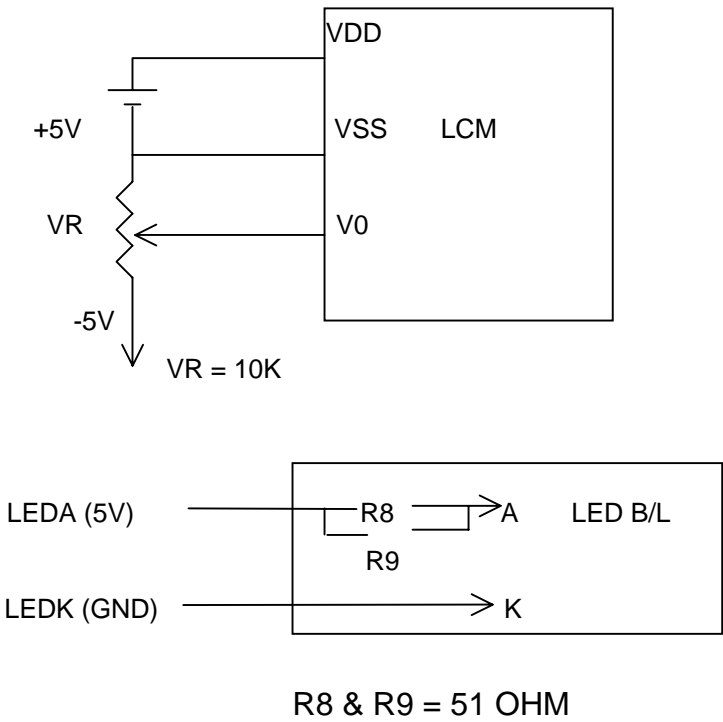 VDD
+5V VSS LCM
VR V0
-5V
VR = 10K
LEDA (5V) R8 A LED B/L
R9
LEDK (GND) K
R8 & R9 = 51 OHM